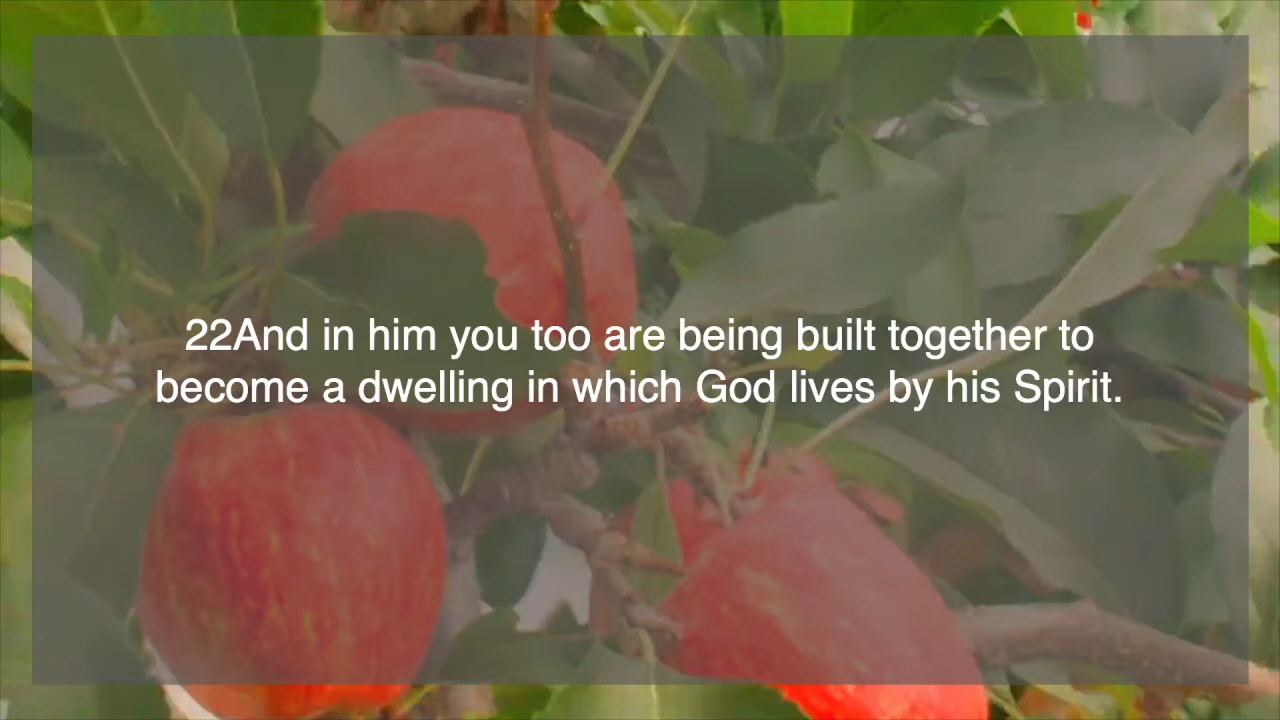 22And in him you too are being built together to
become a dwelling in which God lives by his Spirit.